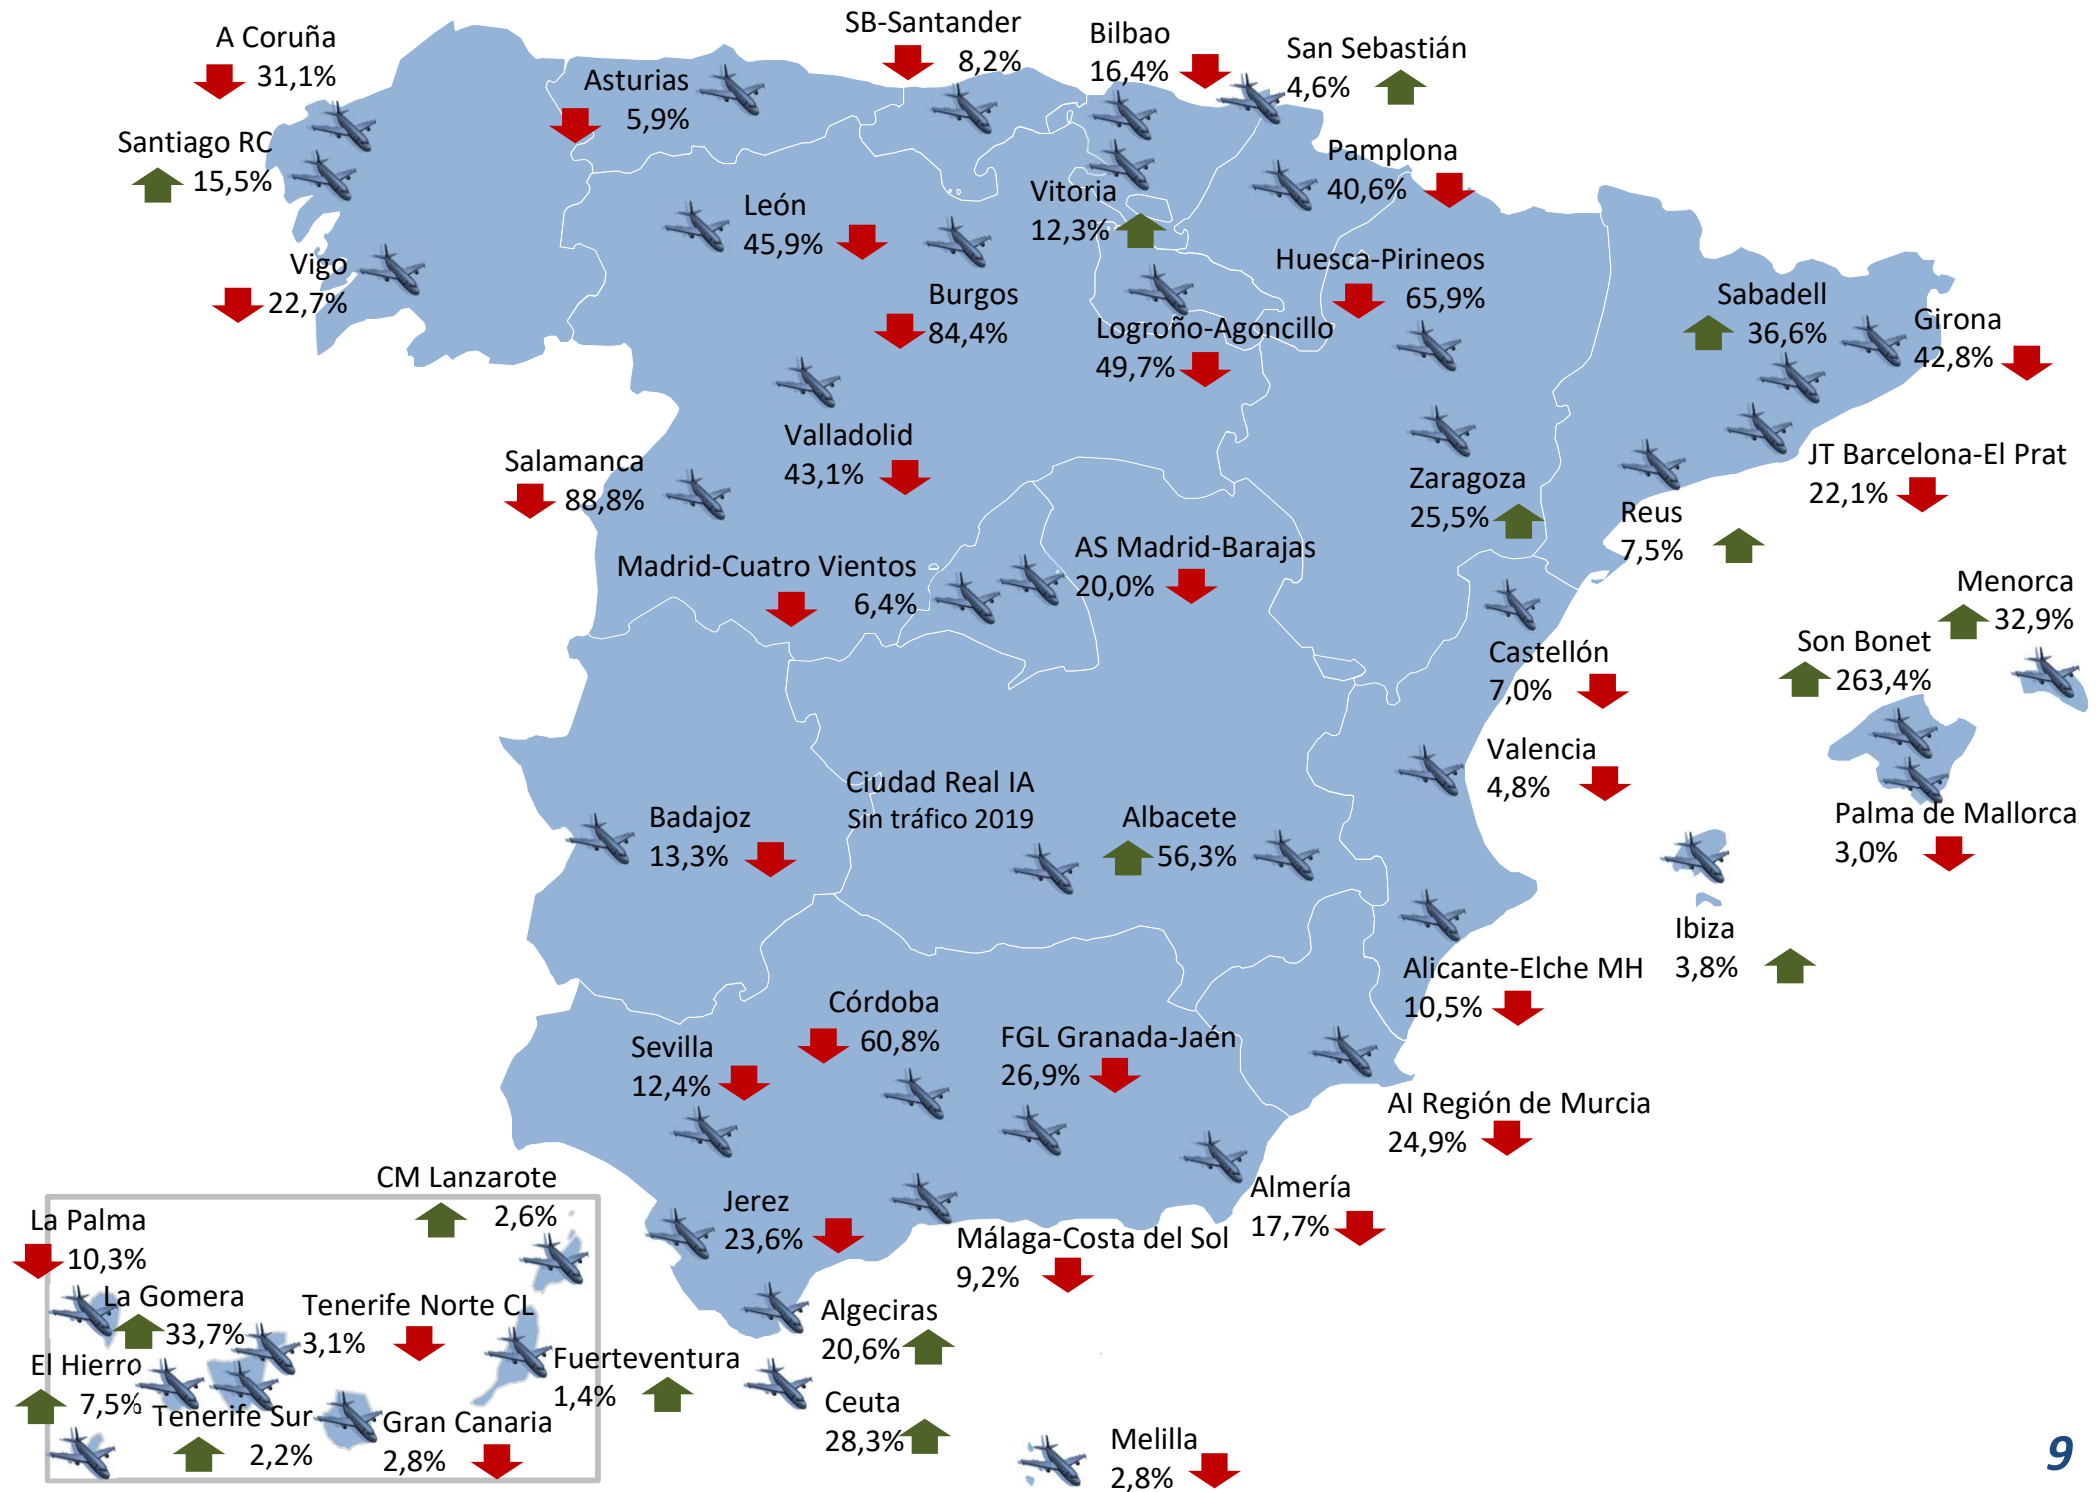 A Coruña
31,1%
SB-Santander
8,2%
Bilbao
16,4%
San Sebastián
4,6%
Asturias
5,9%
Santiago RC
15,5%
Pamplona
40,6%
Vitoria
12,3%
León
45,9%
Vigo
22,7%
Huesca-Pirineos
65,9%
Burgos
84,4%
Logroño-Agoncillo
49,7%
Sabadell
36,6%
Girona
42,8%
Valladolid
43,1%
Salamanca
88,8%
JT Barcelona-El Prat
22,1%
Zaragoza
25,5%
Reus
7,5%
AS Madrid-Barajas
20,0%
Madrid-Cuatro Vientos
6,4%
Menorca
32,9%
Son Bonet
263,4%
Castellón
7,0%
Valencia
4,8%
Ciudad Real IA
Sin tráfico 2019
Badajoz
13,3%
Albacete
56,3%
Palma de Mallorca
3,0%
Ibiza
3,8%
Alicante-Elche MH
10,5%
Córdoba
60,8%
Sevilla
12,4%
FGL Granada-Jaén
26,9%
AI Región de Murcia
24,9%
CM Lanzarote
2,6%
Jerez
23,6%
Almería
17,7%
Málaga-Costa del Sol
9,2%
La Palma
10,3%
La Gomera
33,7%
Tenerife Norte CL
3,1%
Algeciras
20,6%
El Hierro
7,5%
Fuerteventura
1,4%
Tenerife Sur
2,2%
Gran Canaria
2,8%
Ceuta
28,3%
Melilla
2,8%
9